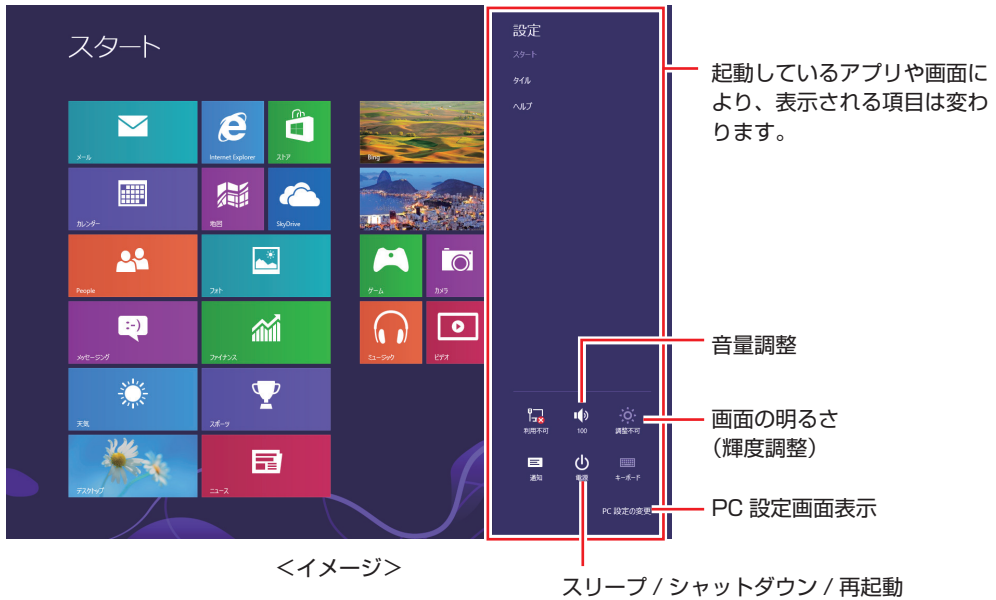 スタート
メール
Internet Explorer
ストア
Bing
カレンダー
地図
SkyDrive
People
フォト
ゲーム
カメラ
メッセージング
ファイナンス
ミュージック
ビデオ
天気
スポーツ
デスクトップ
ニュース
設定
スタート
タイル
ヘルプ
利用不可
100
調整不可
通知
電源
キーボード
PC 設定の変更
起動しているアプリや画面に
より、表示される項目は変わ
ります。
音量調整
画面の明るさ
（輝度調整）
PC 設定画面表示
スリープ / シャットダウン / 再起動
＜イメージ＞